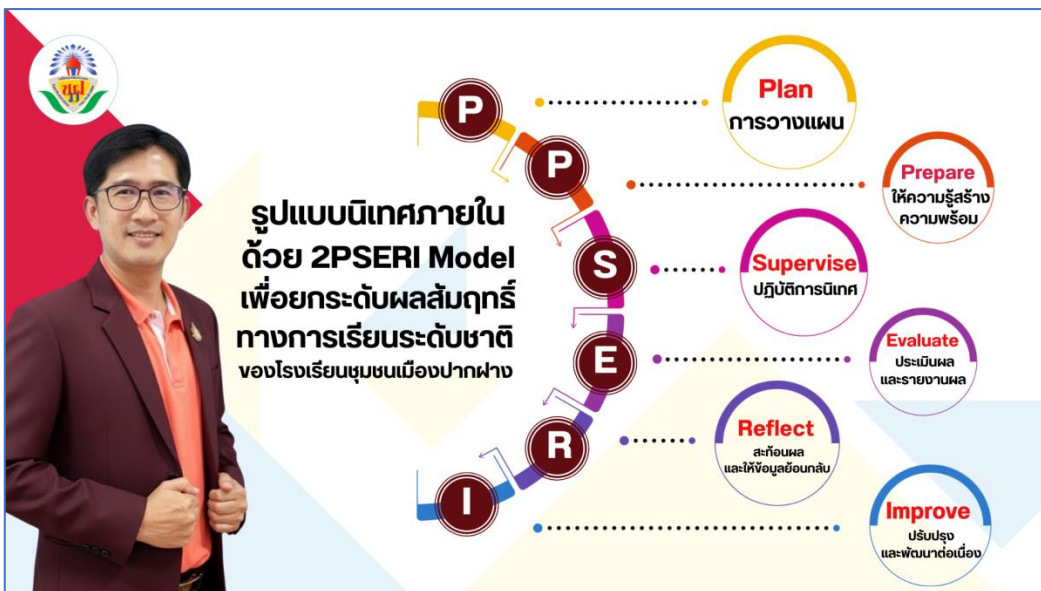 รูปแบบนิเทศภายใน
ด้วย 2PSERI Model
เพื่อยกระดับผลสัมฤทธิ์
ทางการเรียนระดับชาติ
ของโรงเรียนชุมชนเมืองปากฝาง
P
Plan
การวางแผน
P
Prepare
ให้ความรู้สร้าง
ความพร้อม
S
Supervise
ปฏิบัติการนิเทศ
E
Evaluate
ประเมินผล
และรายงานผล
R
Reflect
สะท้อนผล
และให้ข้อมูลย้อนกลับ
I
Improve
ปรับปรุง
และพัฒนาต่อเนื่อง